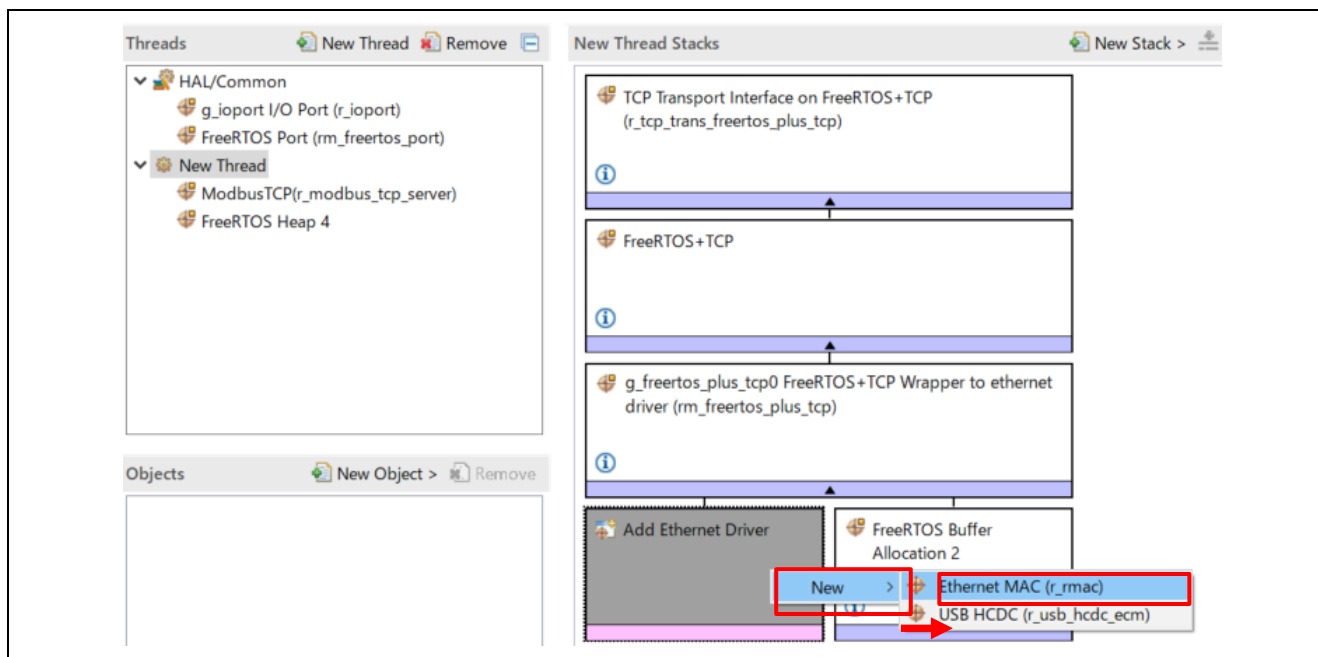 Threads
New Thread
Remove
HAL/Common
g_ioport I/O Port (r_ioport)
FreeRTOS Port (rm_freertos_port)
New Thread
ModbusTCP(r_modbus_tcp_server)
FreeRTOS Heap 4
Objects
New Object >
Remove
New Thread Stacks
New Stack >
TCP Transport Interface on FreeRTOS+TCP
(r_tcp_trans_freertos_plus_tcp)
FreeRTOS+TCP
g_freertos_plus_tcp0 FreeRTOS+TCP Wrapper to ethernet
driver (rm_freertos_plus_tcp)
Add Ethernet Driver
FreeRTOS Buffer
Allocation 2
New >
Ethernet MAC (r_rmac)
USB HCDC (r_usb_hcdc_ecm)